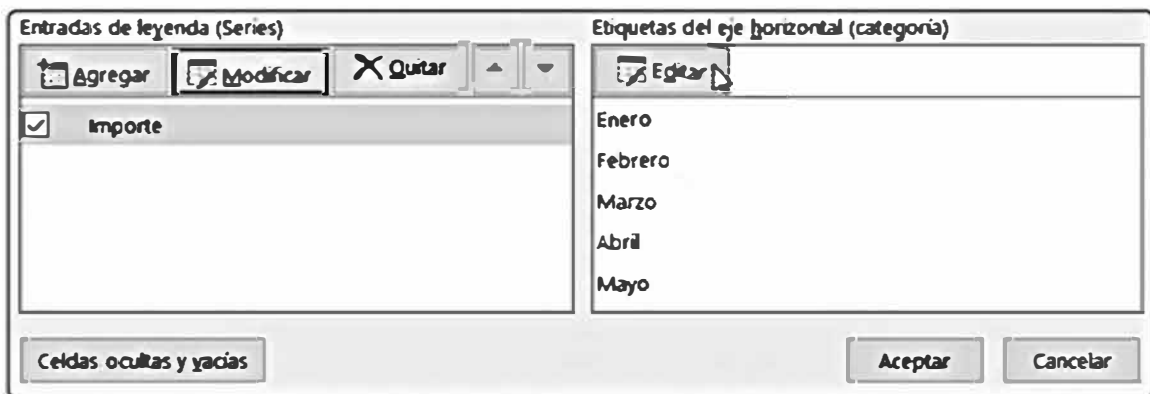 Entradas de leyenda (Series)
Agregar Modificar Quitar
Importe
Etiquetas del eje horizontal (categoría)
Editar
Enero
Febrero
Marzo
Abril
Mayo
Celdas ocultas y vacías
Aceptar Cancelar